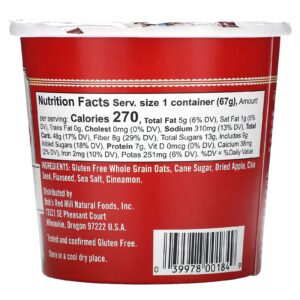 Nutrition Facts Serv. size 1 container (67g), Amount
per serving: Calories 270, Total Fat 5g (6% DV), Sat Fat 1g (5%
DV), Trans Fat 0g, Cholest 0mg (0% DV), Sodium 310mg (13% DV), Total
Carb. 48g (17% DV), Fiber 8g (29% DV), Total Sugars 13g, Includes 9g
Added Sugars (18% DV), Protein 7g, Vit D 0mcg (0% DV), Calcium 38mg
(2% DV), Iron 2mg (10% DV), Potas 251mg (6% DV), %DV = %Daily Value
INGREDIENTS: Gluten Free Whole Grain Oats, Cane Sugar, Dried Apple, Chia
Seed, Flaxseed, Sea Salt, Cinnamon.
Distributed by
Bob's Red Mill Natural Foods, Inc.
13521 SE Pheasant Court
Milwaukie, Oregon 97222 U.S.A.
Tested and confirmed Gluten Free.
Store in a cool dry place.
0 39978 00184 9